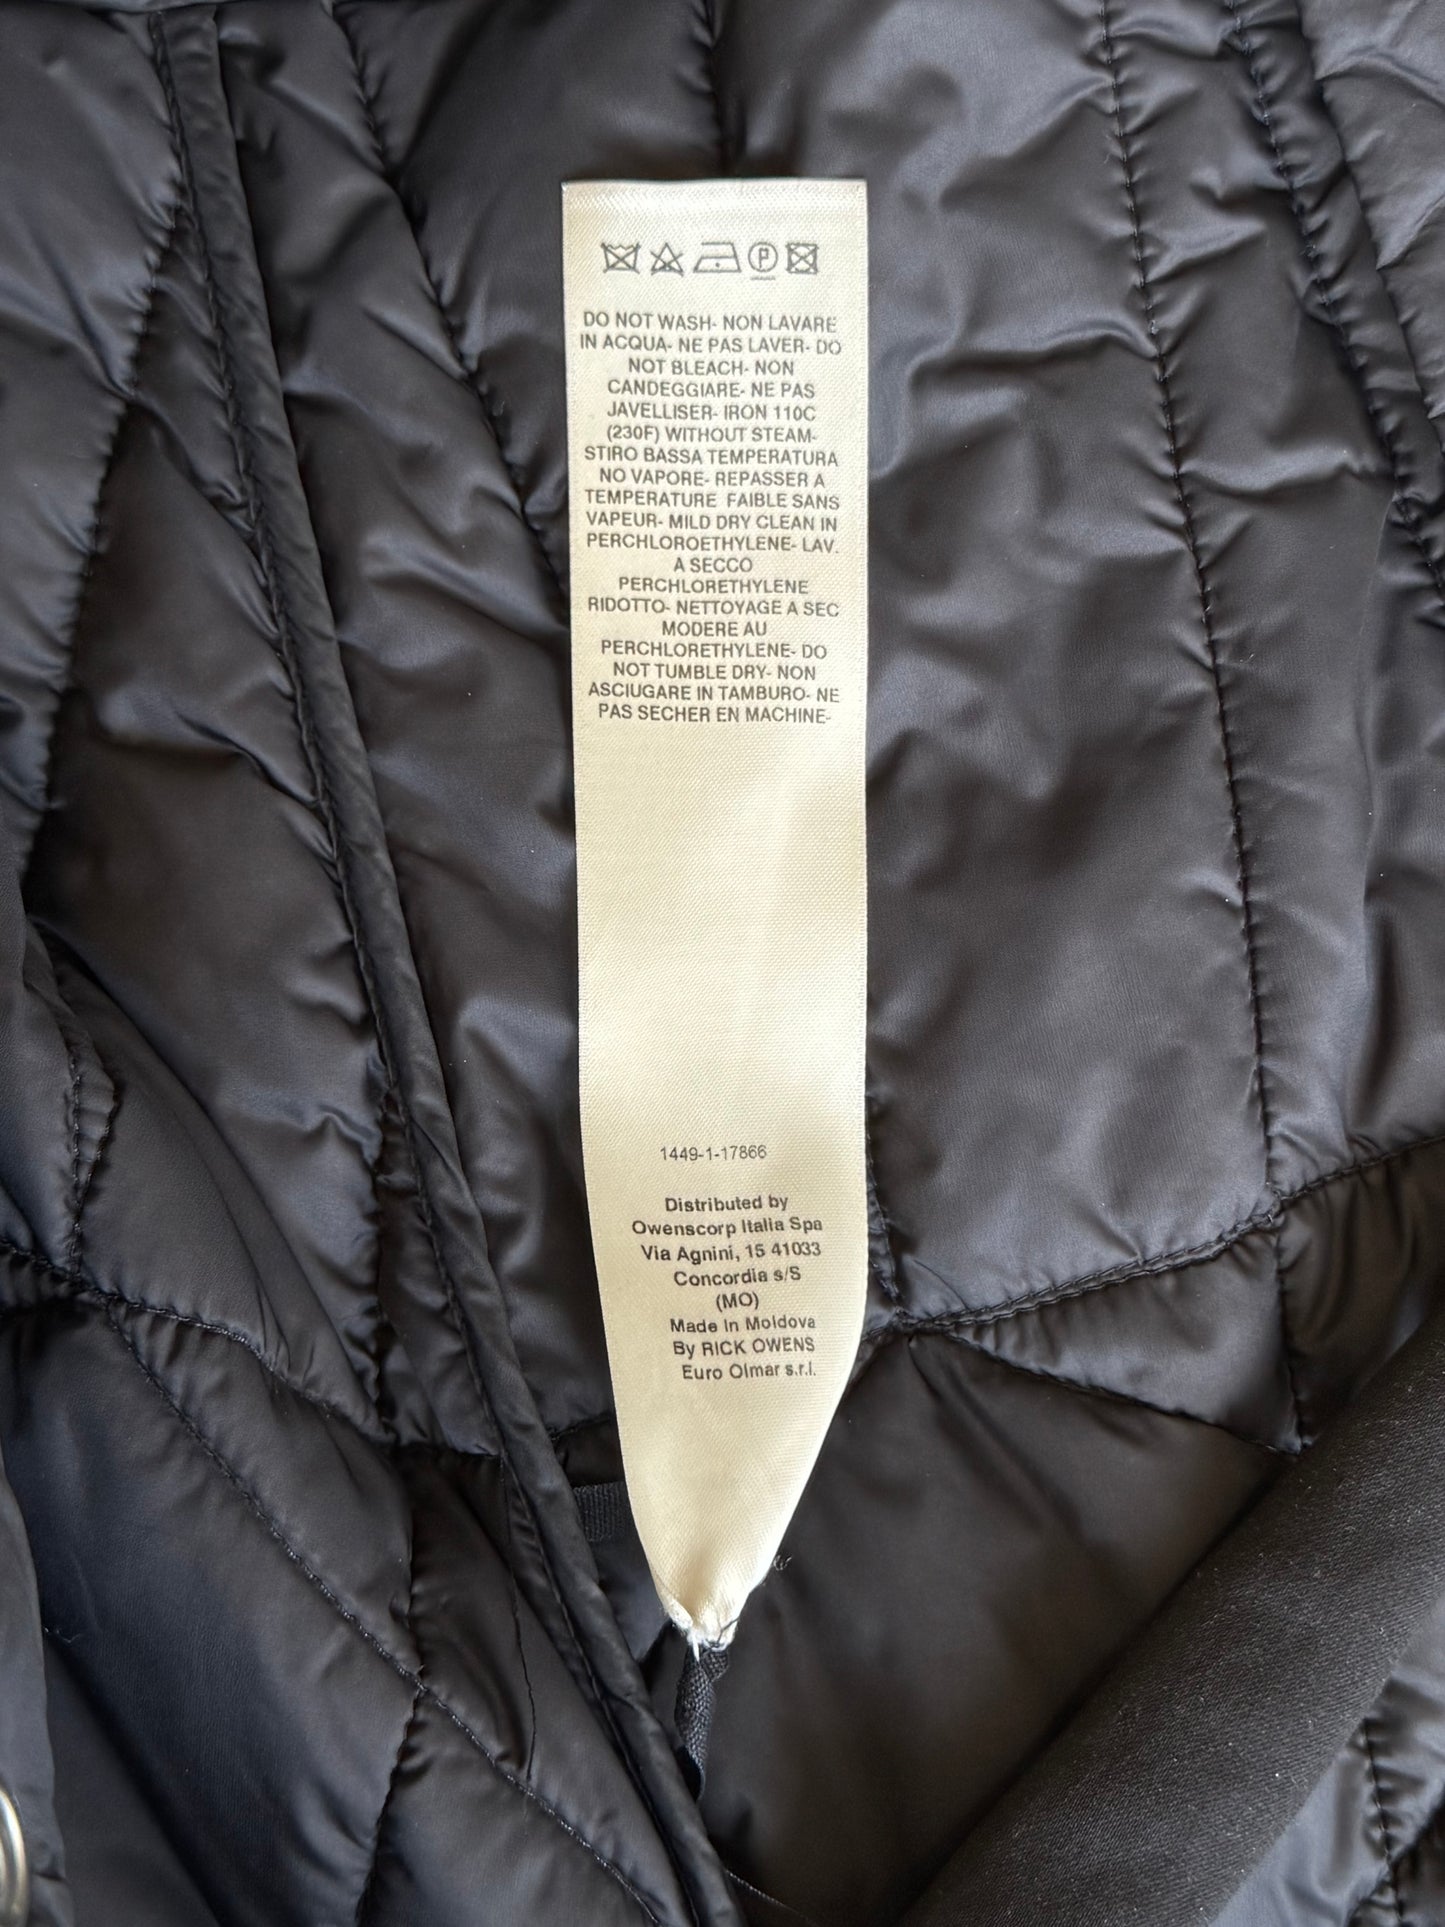 P
DO NOT WASH- NON LAVARE
IN ACQUA- NE PAS LAVER- DO
NOT BLEACH- NON
CANDEGGIARE- NE PAS
JAVELLISER- IRON 110C
(230F) WITHOUT STEAM-
STIRO BASSA TEMPERATURA
NO VAPORE- REPASSER A
TEMPERATURE FAIBLE SANS
VAPEUR- MILD DRY CLEAN IN
PERCHLOROETHYLENE- LAV.
A SECCO
PERCHLORETHYLENE
RIDOTTO- NETTOYAGE A SEC
MODERE AU
PERCHLORETHYLENE- DO
NOT TUMBLE DRY- NON
ASCIUGARE IN TAMBURO- NE
PAS SECHER EN MACHINE-
1449-1-17866
Distributed by
Owenscorp Italia Spa
Via Agnini, 15 41033
Concordia s/S
(MO)
Made In Moldova
By RICK OWENS
Euro Olmar s.r.l.